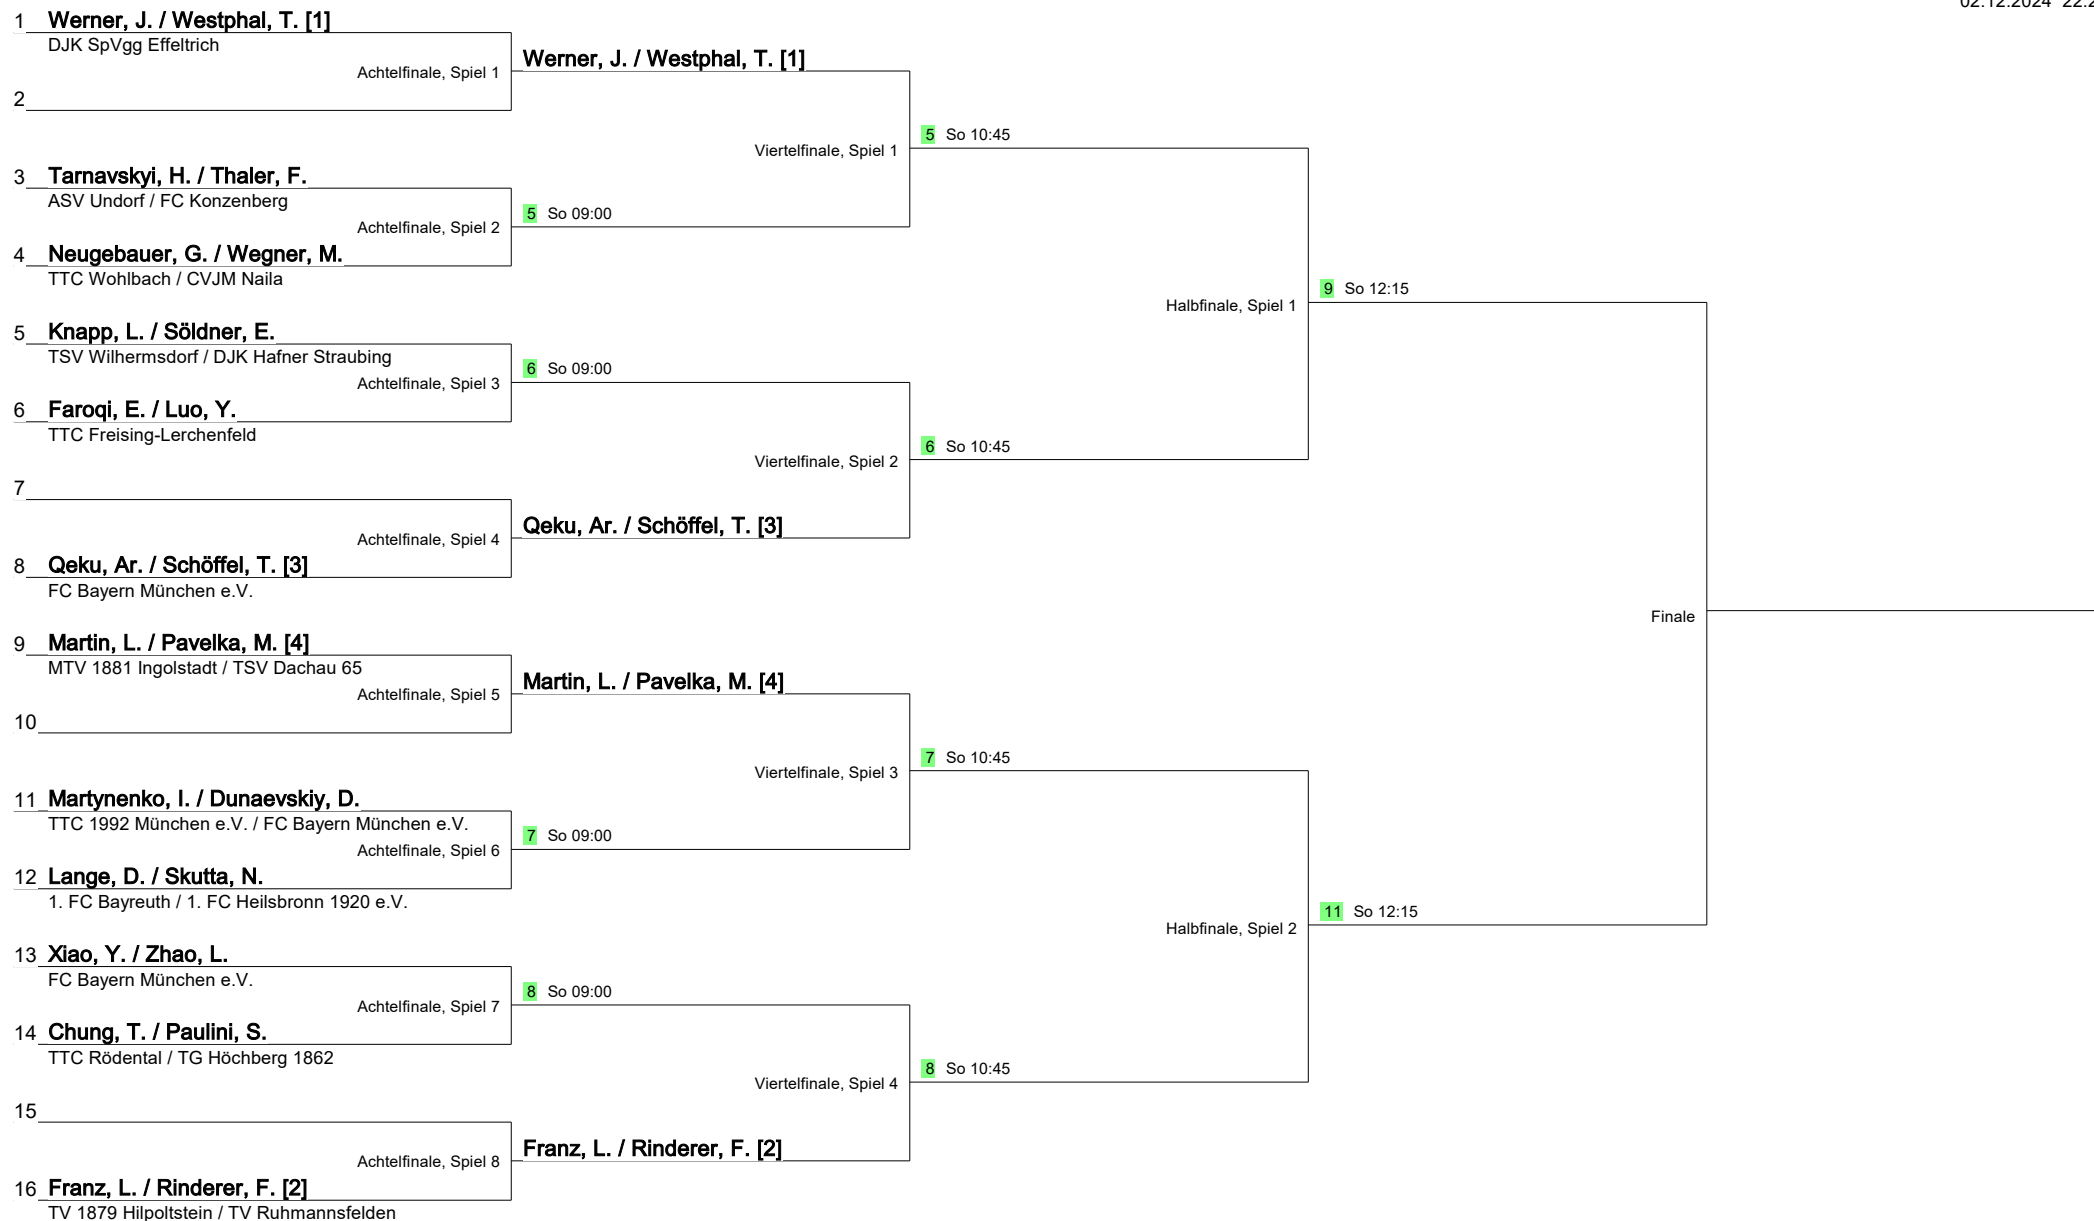 02.12.2024
1 Werner, J. / Westphal, T. [1]
DJK SpVgg Effeltrich
Werner, J. / Westphal, T. [1]
Achtelfinale, Spiel 1
2
5 So 10:45
Viertelfinale, Spiel 1
3 Tarnavskyi, H. / Thaler, F.
ASV Undorf / FC Konzenberg
5 So 09:00
Achtelfinale, Spiel 2
4 Neugebauer, G. / Wegner, M.
TTC Wohlbach / CVJM Naila
9 So 12:15
Halbfinale, Spiel 1
5 Knapp, L. / Söldner, E.
TSV Wilhermsdorf / DJK Hafner Straubing
6 So 09:00
Achtelfinale, Spiel 3
6 Faroqi, E. / Luo, Y.
TTC Freising-Lerchenfeld
6 So 10:45
Viertelfinale, Spiel 2
7
Qeku, Ar. / Schöffel, T. [3]
Achtelfinale, Spiel 4
8 Qeku, Ar. / Schöffel, T. [3]
FC Bayern München e.V.
Finale
9 Martin, L. / Pavelka, M. [4]
MTV 1881 Ingolstadt / TSV Dachau 65
Martin, L. / Pavelka, M. [4]
Achtelfinale, Spiel 5
10
7 So 10:45
Viertelfinale, Spiel 3
11 Martynenko, I. / Dunaevskiy, D.
TTC 1992 München e.V. / FC Bayern München e.V.
7 So 09:00
Achtelfinale, Spiel 6
12 Lange, D. / Skutta, N.
1. FC Bayreuth / 1. FC Heilsbronn 1920 e.V.
11 So 12:15
Halbfinale, Spiel 2
13 Xiao, Y. / Zhao, L.
FC Bayern München e.V.
8 So 09:00
Achtelfinale, Spiel 7
14 Chung, T. / Paulini, S.
TTC Rödental / TG Höchberg 1862
8 So 10:45
Viertelfinale, Spiel 4
15
Franz, L. / Rinderer, F. [2]
Achtelfinale, Spiel 8
16 Franz, L. / Rinderer, F. [2]
TV 1879 Hilpoltstein / TV Ruhmannsfelden